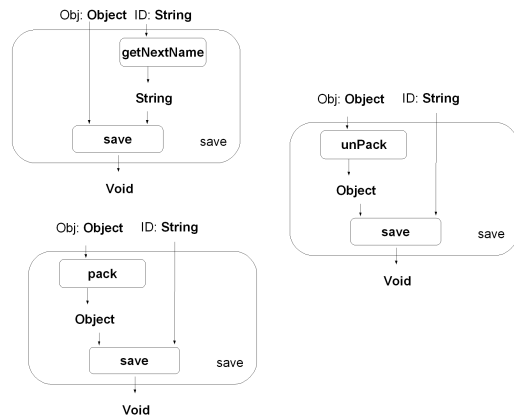 Obj: Object ID: String
getNextName
String
save
save
Void
Obj: Object ID: String
unPack
Object
save
save
Void
Obj: Object ID: String
pack
Object
save
save
Void